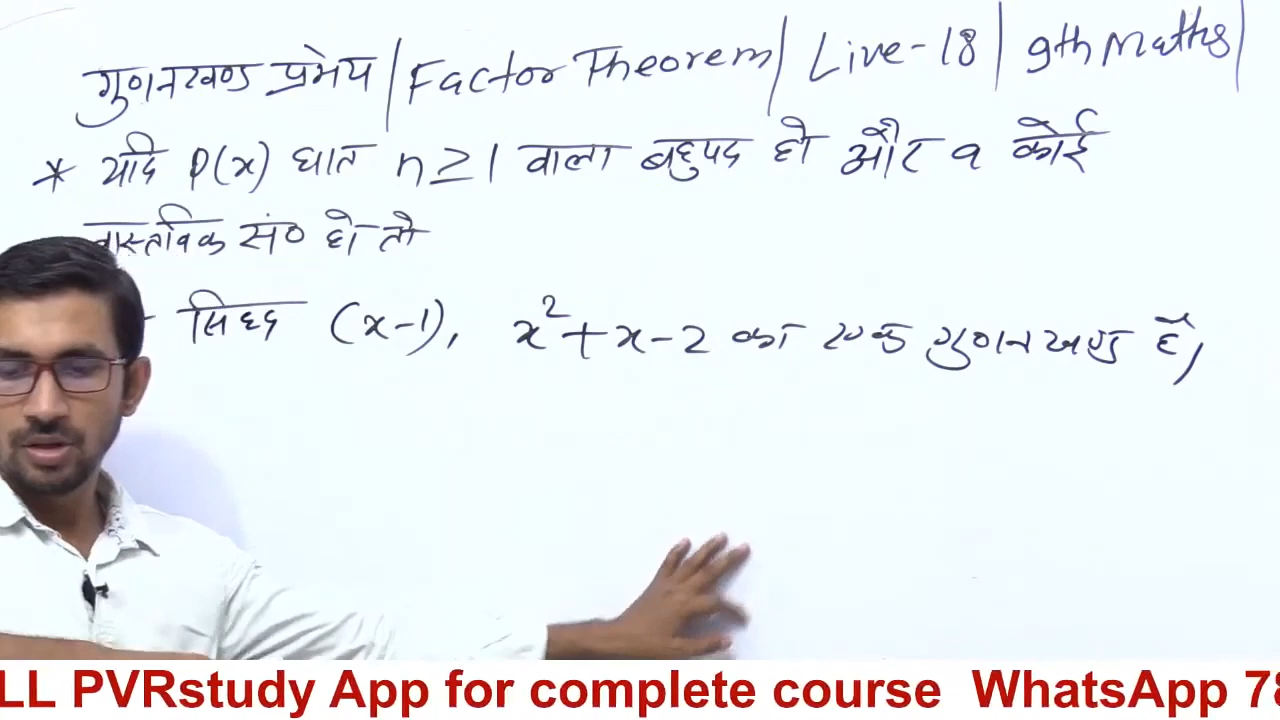 गुणनखण्ड प्रमेय | Factor Theorem | Live-18 | 9th Maths |
* यदि P(x) घात n ≥ 1 वाला बहुपद हो और a कोई
वास्तविक सं० हो तो
सिद्ध (x-1), x²+x-2 का एक गुणनखण्ड है,
LL PVRstudy App for complete course WhatsApp 78